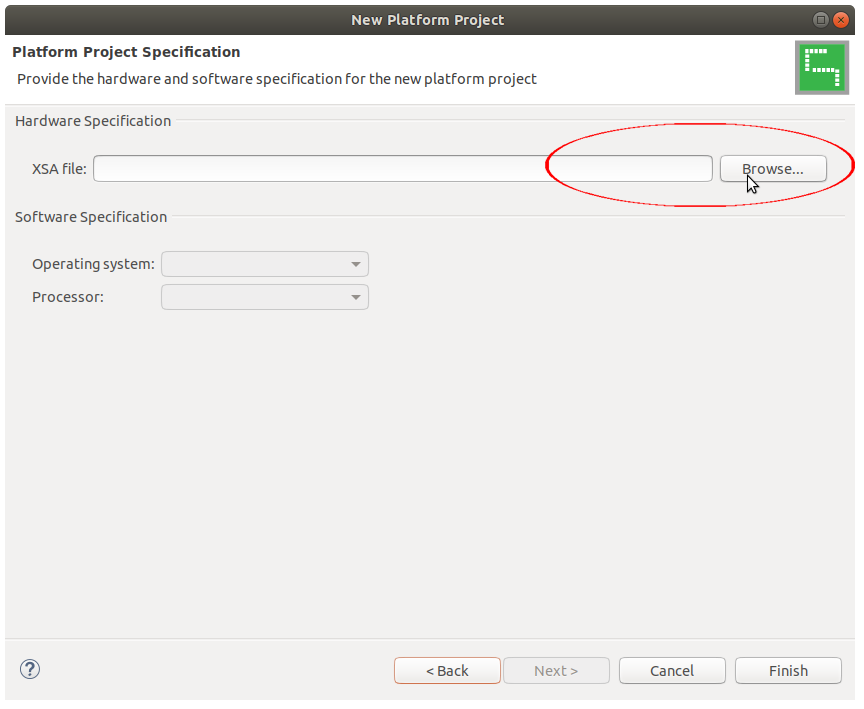 New Platform Project
Platform Project Specification
Provide the hardware and software specification for the new platform project
Hardware Specification
XSA file: Browse...
Software Specification
Operating system:
Processor:
? < Back Next > Cancel Finish